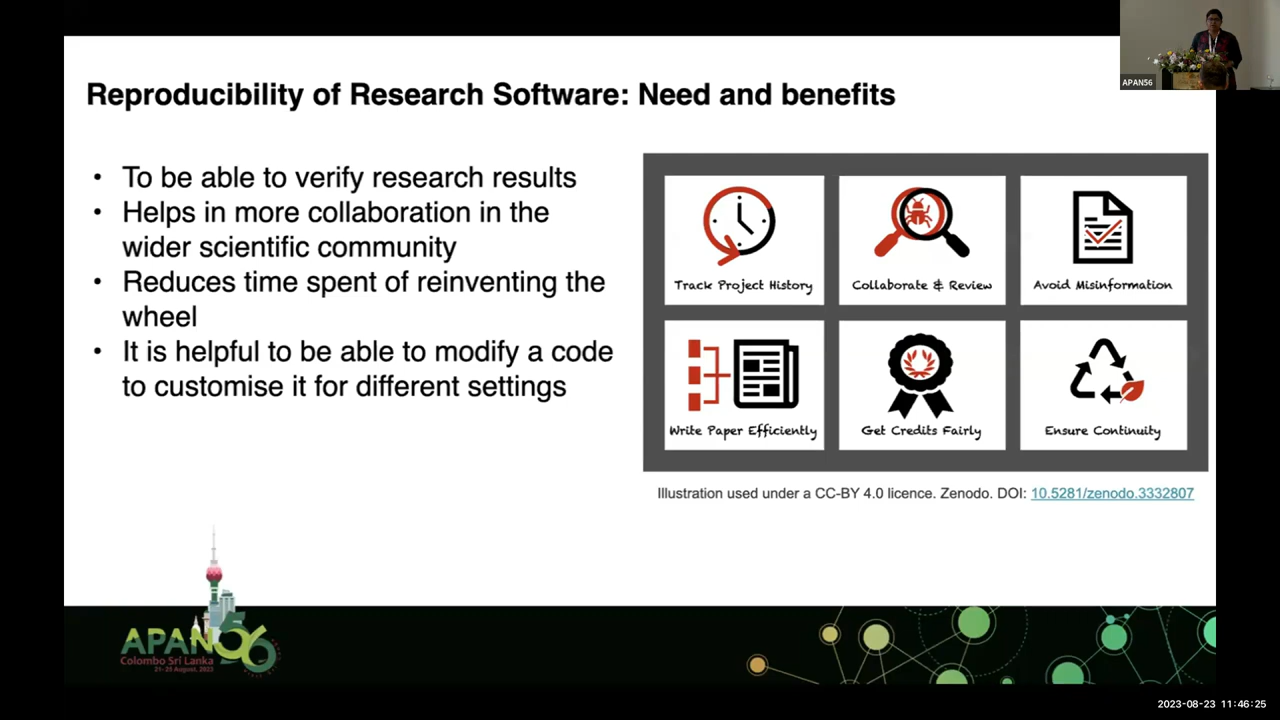 APAN56
Reproducibility of Research Software: Need and benefits
• To be able to verify research results
• Helps in more collaboration in the
wider scientific community
• Reduces time spent of reinventing the
wheel
• It is helpful to be able to modify a code
to customise it for different settings
Track Project History
Collaborate & Review
Avoid Misinformation
Write Paper Efficiently
Get Credits Fairly
Ensure Continuity
Illustration used under a CC-BY 4.0 licence. Zenodo. DOI: 10.5281/zenodo.3332807
APAN 56
Colombo Sri Lanka
21- 25 August, 2023
2023-08-23 11:46:25